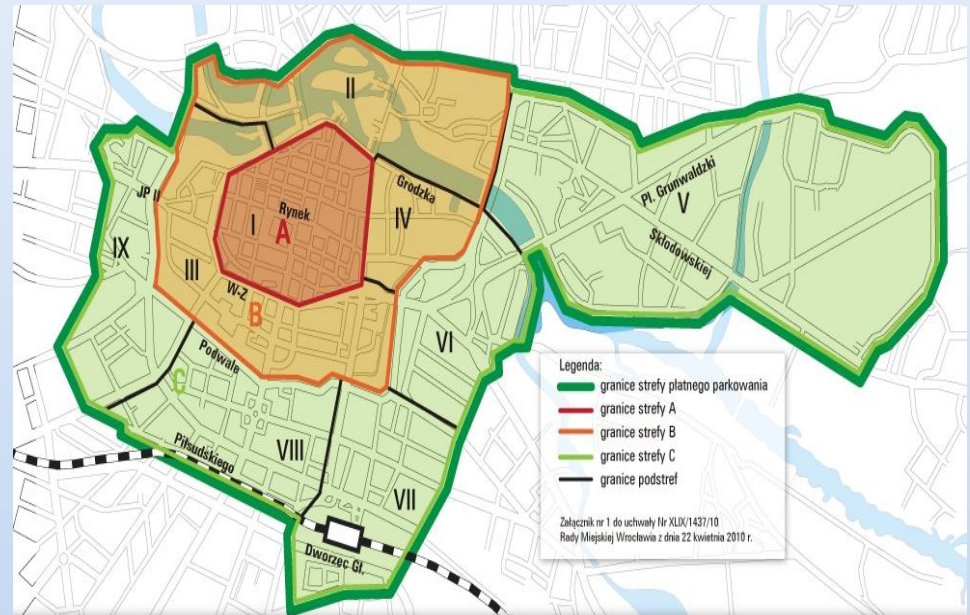 II
JP II
Rynek
Grodzka
Pl. Grunwaldzki
I
A
IV
V
IX
III
Skłodowskiej
W-Z
B
VI
Podwale
C
Piłsudskiego
VIII
VII
Dworzec Gł.
Legenda:
granice strefy płatnego parkowania
granice strefy A
granice strefy B
granice strefy C
granice podstref
Załącznik nr 1 do uchwały Nr XLIX/1437/10
Rady Miejskiej Wrocławia z dnia 22 kwietnia 2010 r.